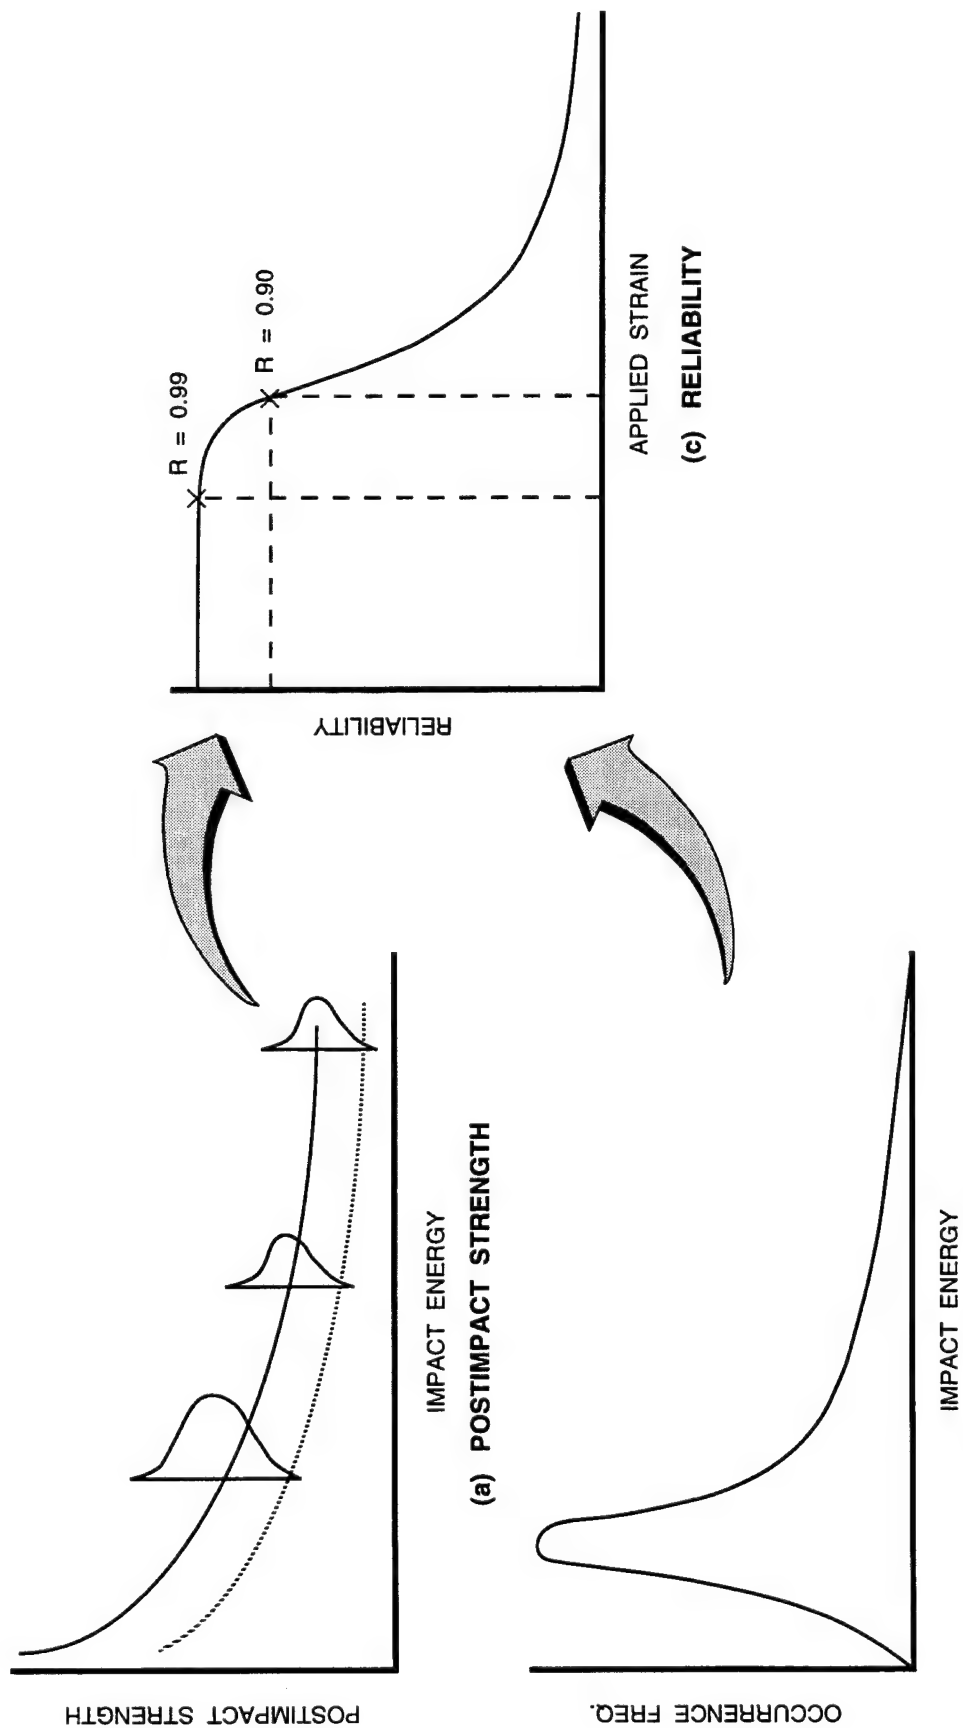 POSTIMPACT STRENGTH
IMPACT ENERGY
(a) POSTIMPACT STRENGTH
OCCURRENCE FREQ.
IMPACT ENERGY
RELIABILITY
R = 0.99
R = 0.90
APPLIED STRAIN
(c) RELIABILITY